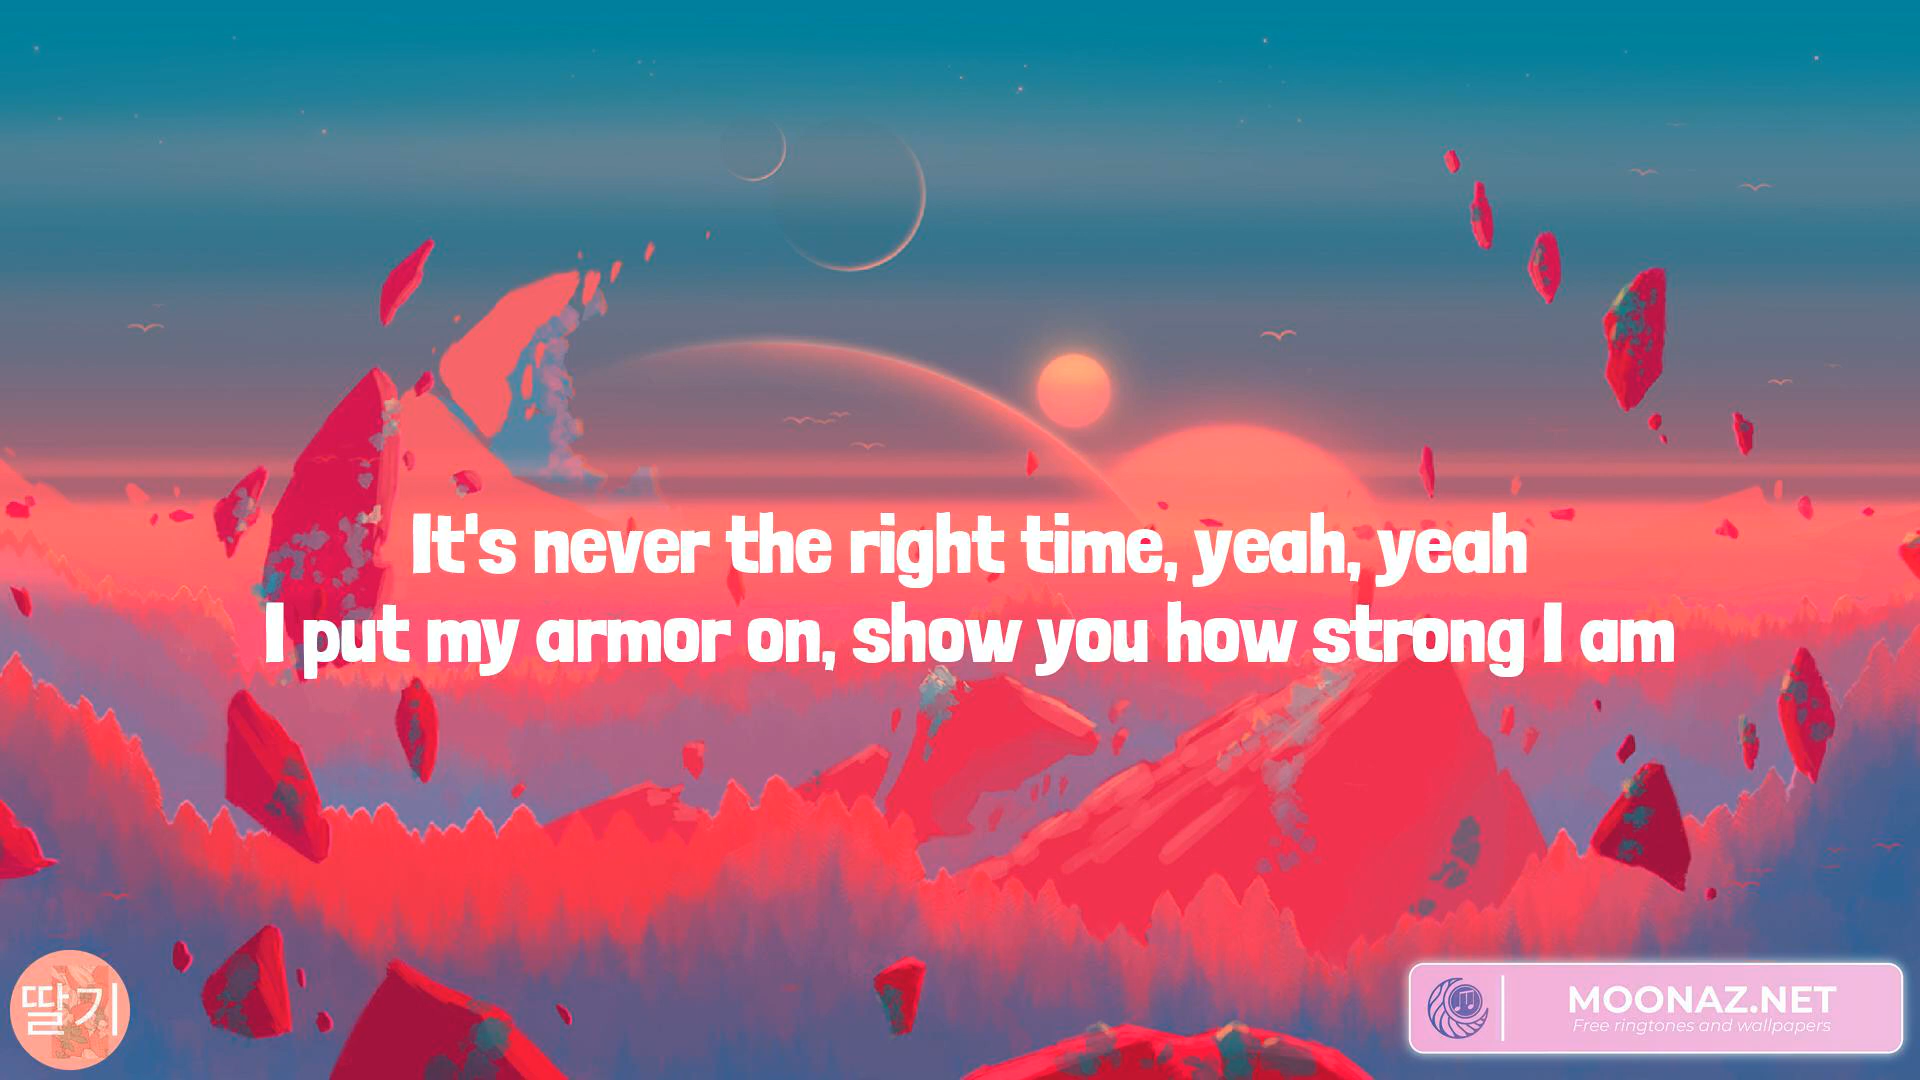 It's never the right time, yeah, yeah
I put my armor on, show you how strong I am
딸기
MOONAZ.NET
Free ringtones and wallpapers